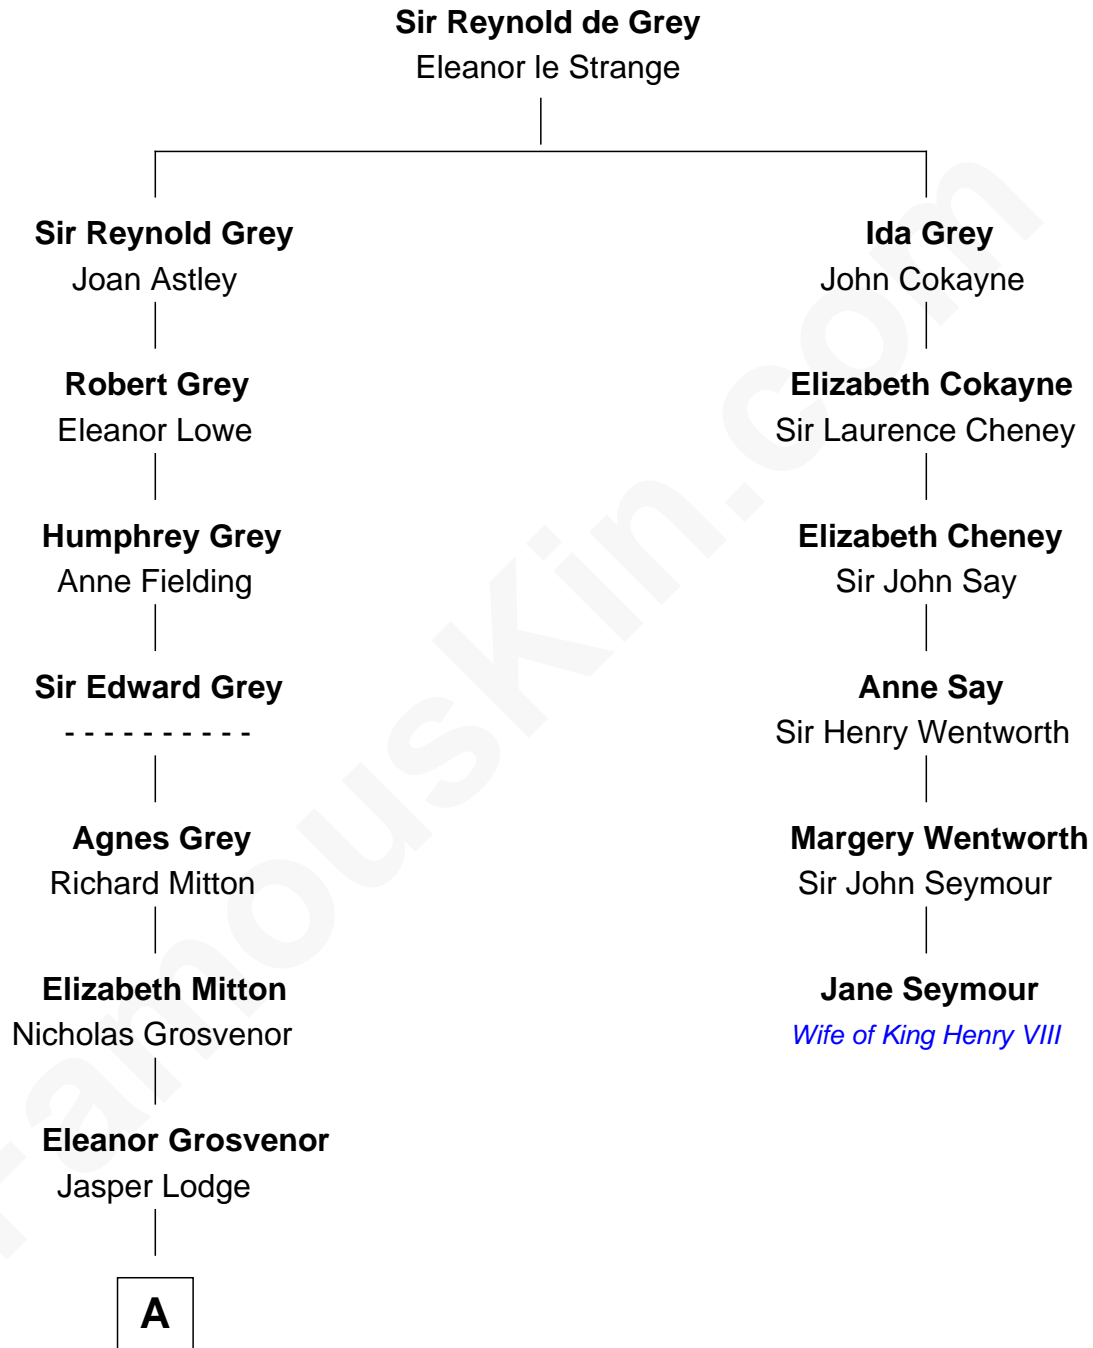 Sir Reynold de Grey
Eleanor le Strange
Sir Reynold Grey
Joan Astley
Robert Grey
Eleanor Lowe
Humphrey Grey
Anne Fielding
Sir Edward Grey
- - - - - - - - - -
Agnes Grey
Richard Mitton
Elizabeth Mitton
Nicholas Grosvenor
Eleanor Grosvenor
Jasper Lodge
A
Ida Grey
John Cokayne
Elizabeth Cokayne
Sir Laurence Cheney
Elizabeth Cheney
Sir John Say
Anne Say
Sir Henry Wentworth
Margery Wentworth
Sir John Seymour
Jane Seymour
Wife of King Henry VIII
FamousKin.com